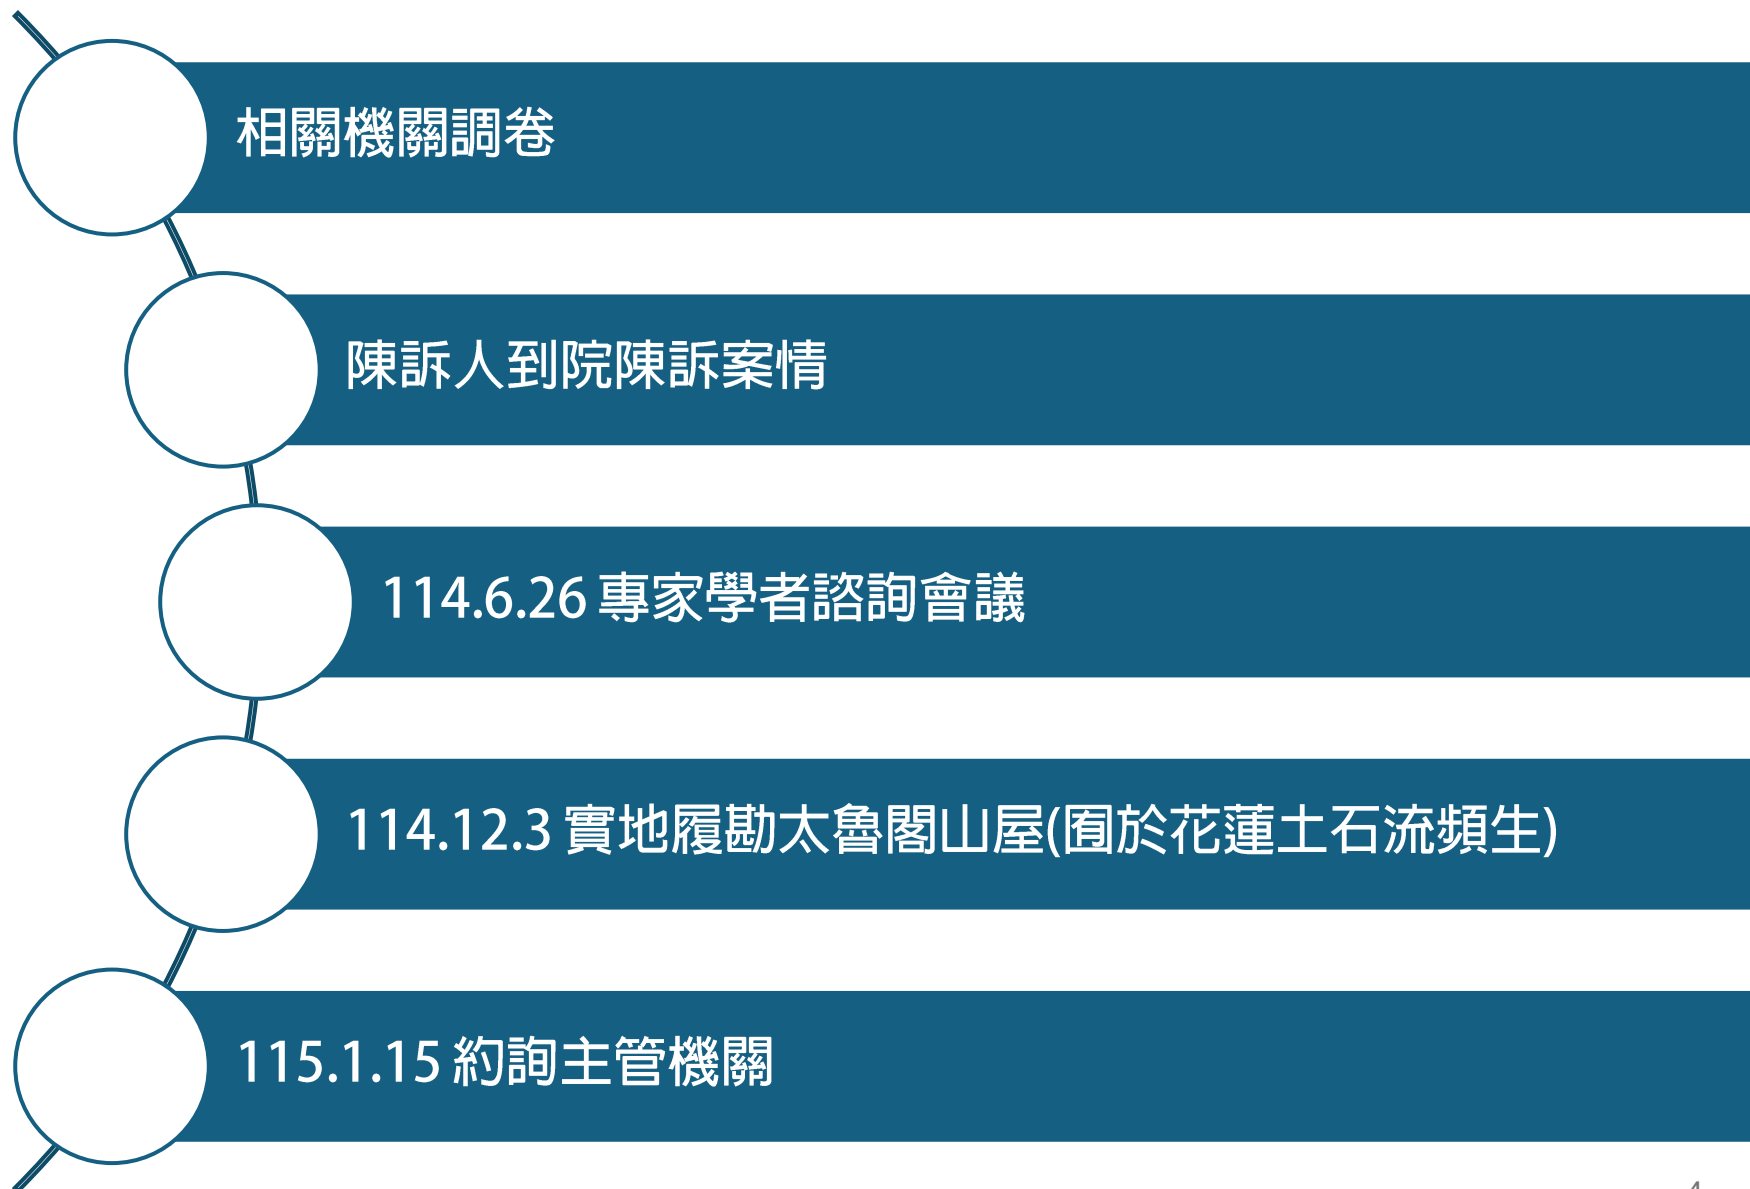 相關機關調卷
陳訴人到院陳訴案情
114.6.26 專家學者諮詢會議
114.12.3 實地履勘太魯閣山屋(囿於花蓮土石流頻生)
115.1.15 約詢主管機關